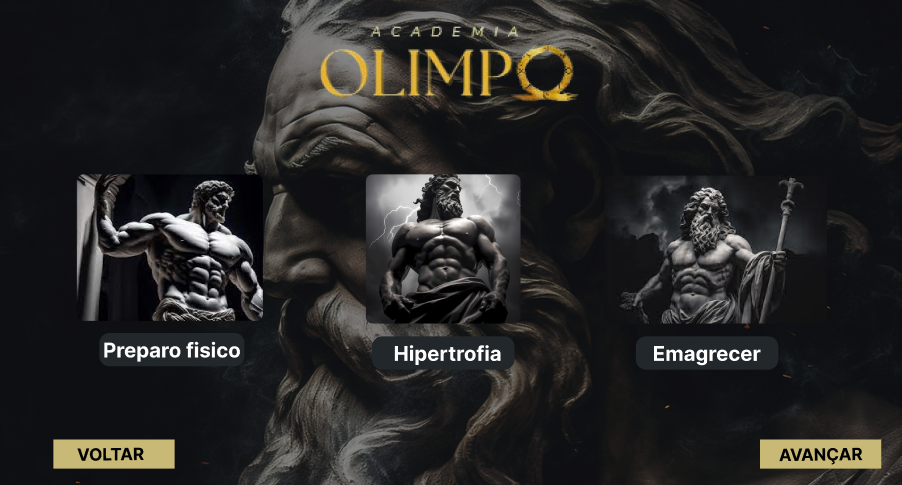 ACADEMIA
OLIMPO
Preparo fisico
Hipertrofia
Emagrecer
VOLTAR
AVANÇAR